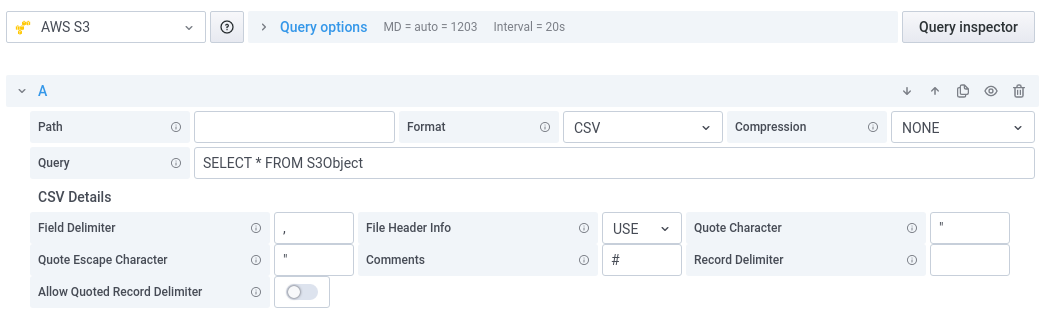 AWS S3 Query options MD = auto = 1203 Interval = 20s Query inspector
A
Path Format CSV Compression NONE
Query SELECT * FROM S3Object
CSV Details
Field Delimiter , File Header Info USE Quote Character "
Quote Escape Character " Comments # Record Delimiter
Allow Quoted Record Delimiter